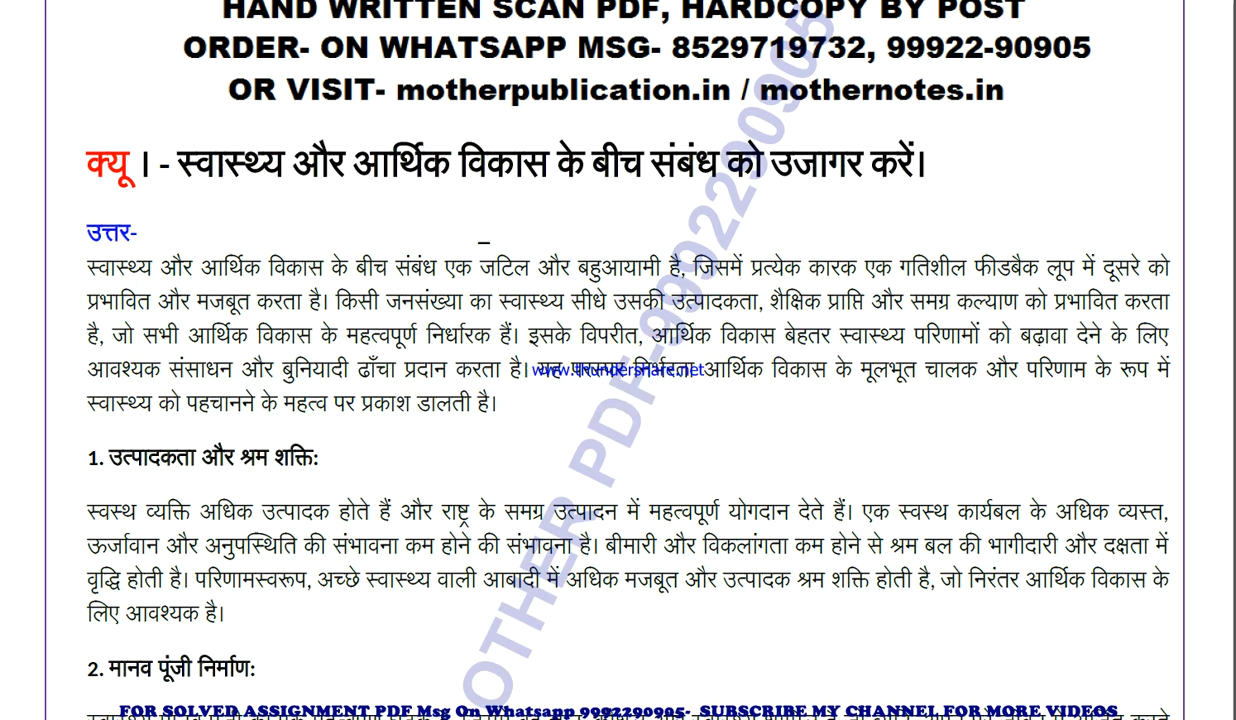 HAND WRITTEN SCAN PDF, HARDCOPY BY POST
ORDER- ON WHATSAPP MSG- 8529719732, 99922-90905
OR VISIT- motherpublication.in / mothernotes.in
क्यू । - स्वास्थ्य और आर्थिक विकास के बीच संबंध को उजागर करें।
उत्तर-
स्वास्थ्य और आर्थिक विकास के बीच संबंध एक जटिल और बहुआयामी है, जिसमें प्रत्येक कारक एक गतिशील फीडबैक लूप में दूसरे को
प्रभावित और मजबूत करता है। किसी जनसंख्या का स्वास्थ्य सीधे उसकी उत्पादकता, शैक्षिक प्राप्ति और समग्र कल्याण को प्रभावित करता
है, जो सभी आर्थिक विकास के महत्वपूर्ण निर्धारक हैं। इसके विपरीत, आर्थिक विकास बेहतर स्वास्थ्य परिणामों को बढ़ावा देने के लिए
आवश्यक संसाधन और बुनियादी ढाँचा प्रदान करता है। यह www.thundershare.net आर्थिक विकास के मूलभूत चालक और परिणाम के रूप में
स्वास्थ्य को पहचानने के महत्व पर प्रकाश डालती है।
1. उत्पादकता और श्रम शक्ति:
स्वस्थ व्यक्ति अधिक उत्पादक होते हैं और राष्ट्र के समग्र उत्पादन में महत्वपूर्ण योगदान देते हैं। एक स्वस्थ कार्यबल के अधिक व्यस्त,
ऊर्जावान और अनुपस्थिति की संभावना कम होने की संभावना है। बीमारी और विकलांगता कम होने से श्रम बल की भागीदारी और दक्षता में
वृद्धि होती है। परिणामस्वरूप, अच्छे स्वास्थ्य वाली आबादी में अधिक मजबूत और उत्पादक श्रम शक्ति होती है, जो निरंतर आर्थिक विकास के
लिए आवश्यक है।
2. मानव पूंजी निर्माण:
FOR SOLVED ASSIGNMENT PDF Msg On Whatsapp 9992290905- SUBSCRIBE MY CHANNEL FOR MORE VIDEOS
OTHER PDF-9992290905